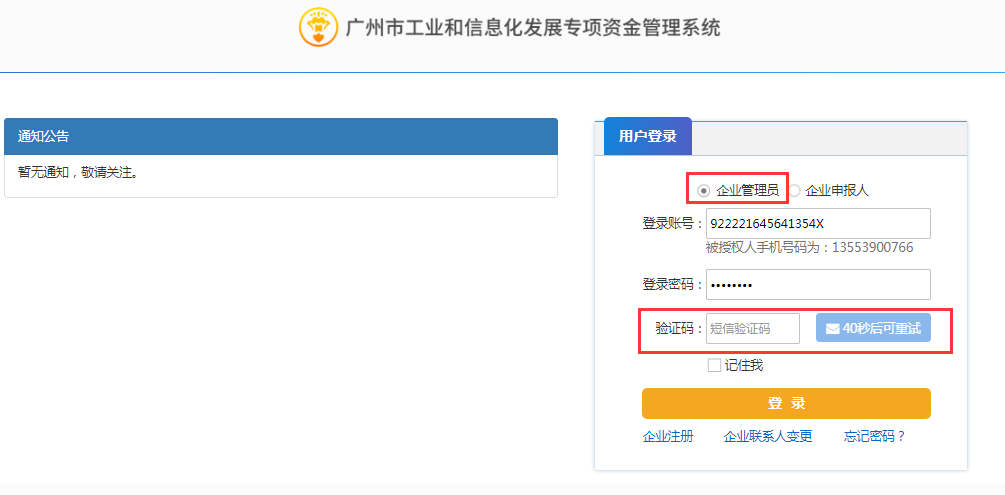 广州市工业和信息化发展专项资金管理系统
通知公告
暂无通知，敬请关注。
用户登录
企业管理员 企业申报人
登录账号： 922221645641354X
被授权人手机号码为：13553900766
登录密码： ••••••••
验证码： 短信验证码 40秒后可重试
记住我
登 录
企业注册 企业联系人变更 忘记密码？